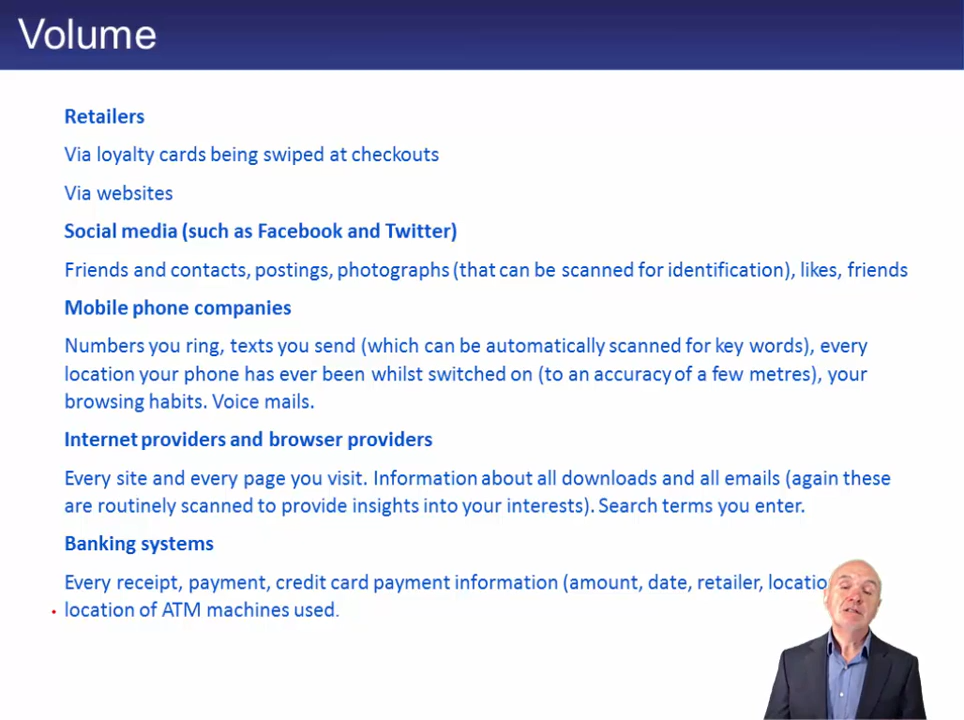 Volume
Retailers
Via loyalty cards being swiped at checkouts
Via websites
Social media (such as Facebook and Twitter)
Friends and contacts, postings, photographs (that can be scanned for identification), likes, friends
Mobile phone companies
Numbers you ring, texts you send (which can be automatically scanned for key words), every
location your phone has ever been whilst switched on (to an accuracy of a few metres), your
browsing habits. Voice mails.
Internet providers and browser providers
Every site and every page you visit. Information about all downloads and all emails (again these
are routinely scanned to provide insights into your interests). Search terms you enter.
Banking systems
Every receipt, payment, credit card payment information (amount, date, retailer,
location of ATM machines used.